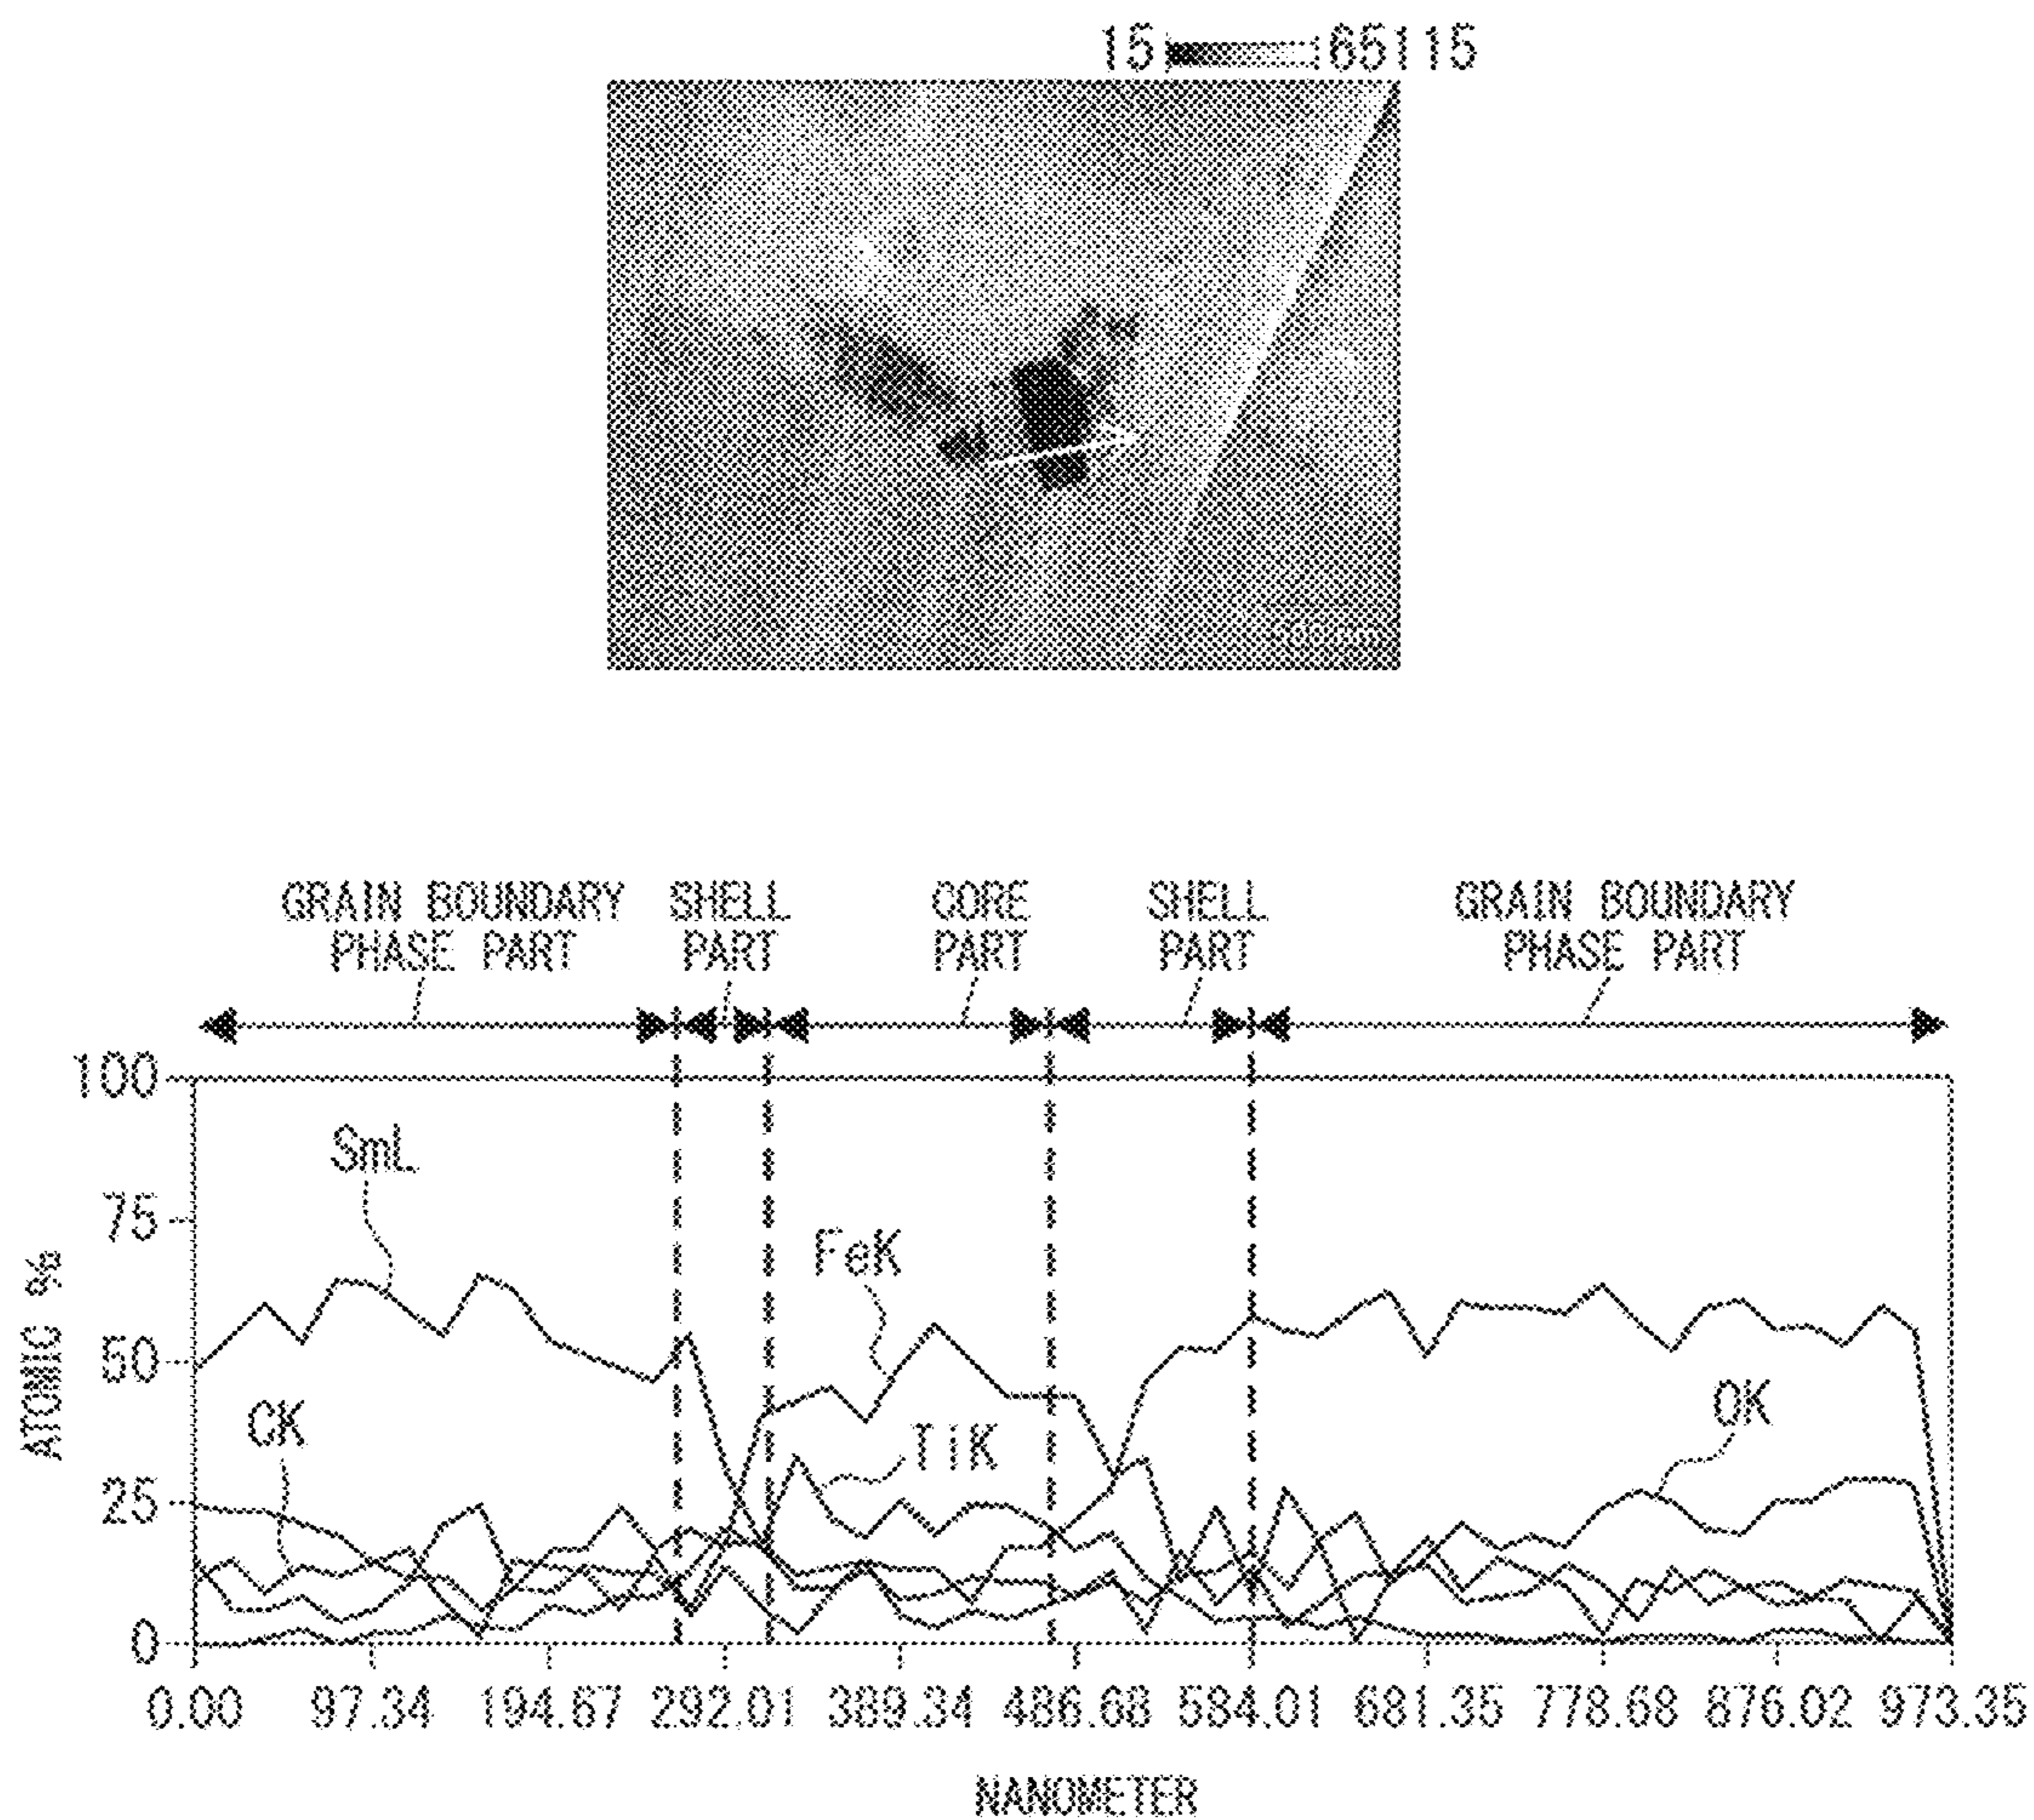 15 65115
GRAIN BOUNDARY
PHASE PART
SHELL
PART
CORE
PART
SHELL
PART
GRAIN BOUNDARY
PHASE PART
100
75
50
25
0
ATOMIC %
SmL
CK
FeK
TiK
OK
0.00 97.34 194.67 292.01 389.34 486.68 584.01 681.35 778.68 876.02 973.35
NANOMETER